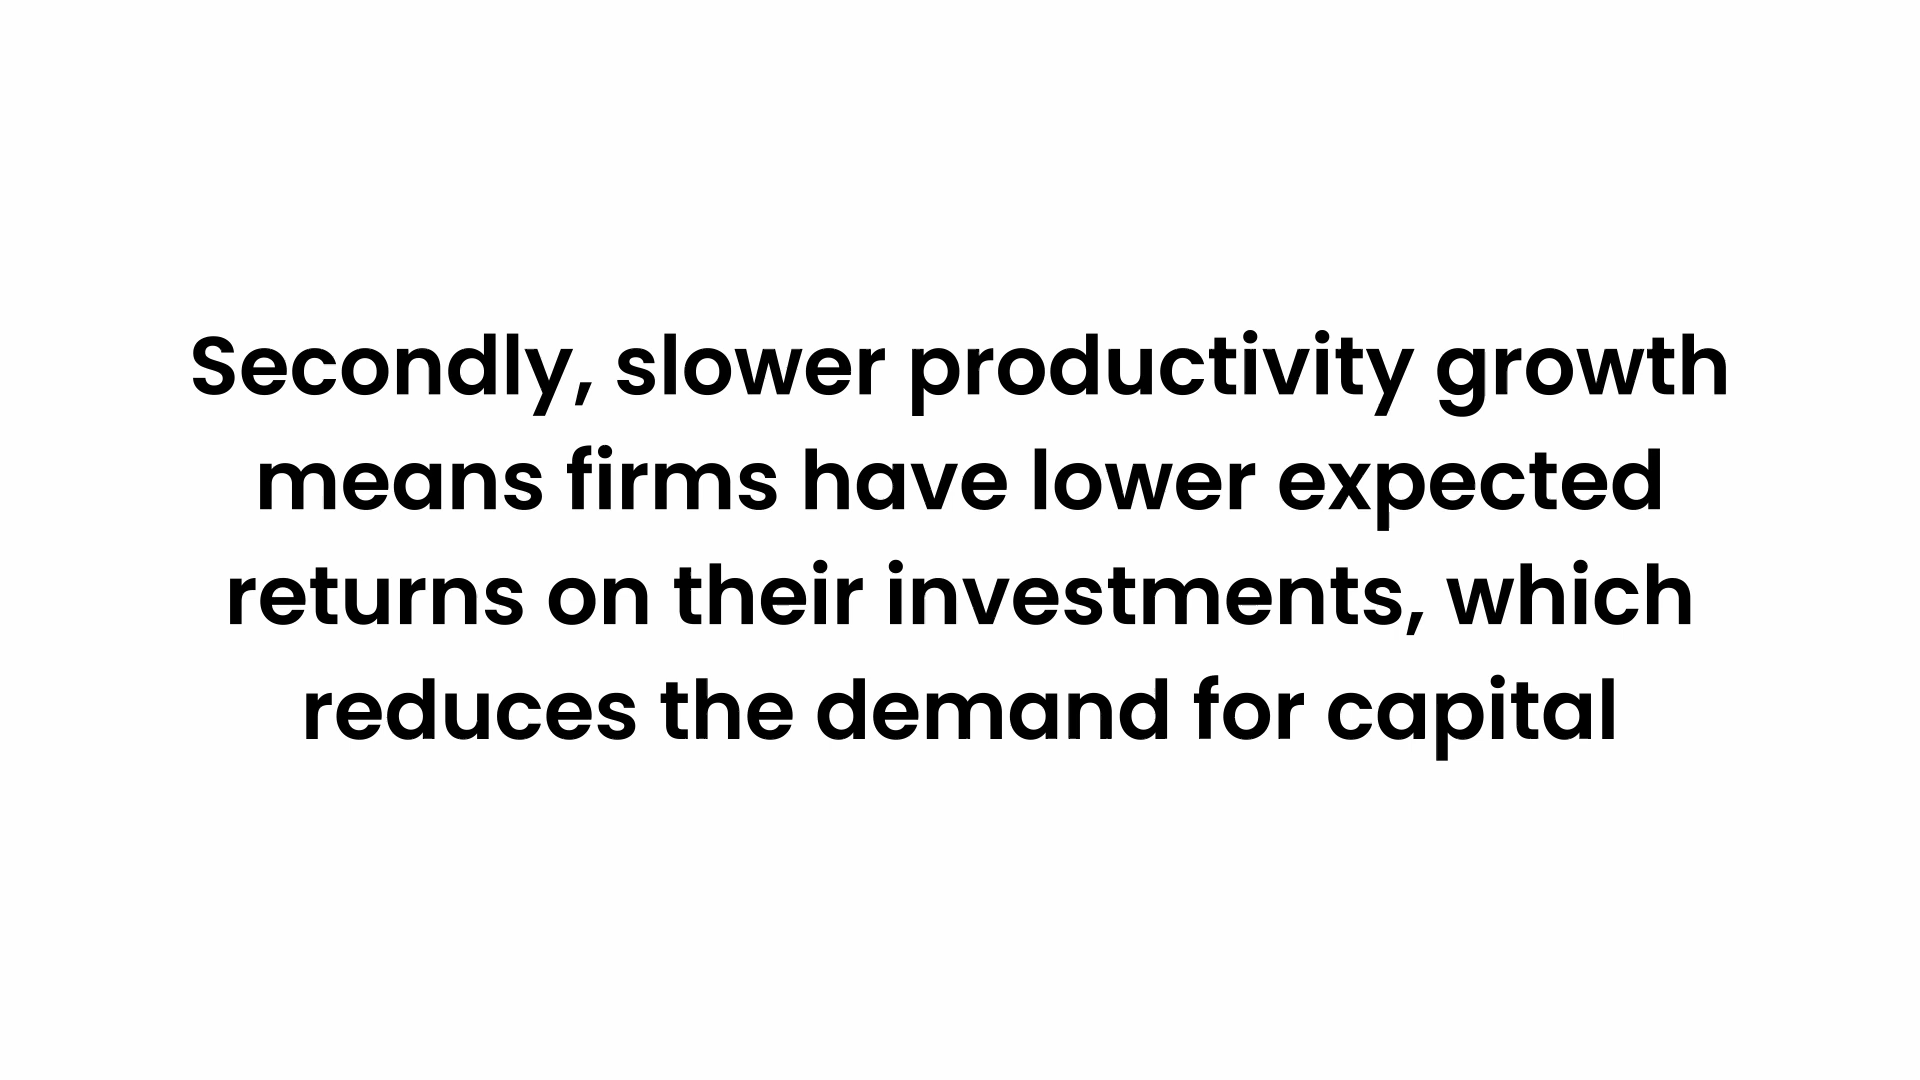 Secondly, slower productivity growth
means firms have lower expected
returns on their investments, which
reduces the demand for capital